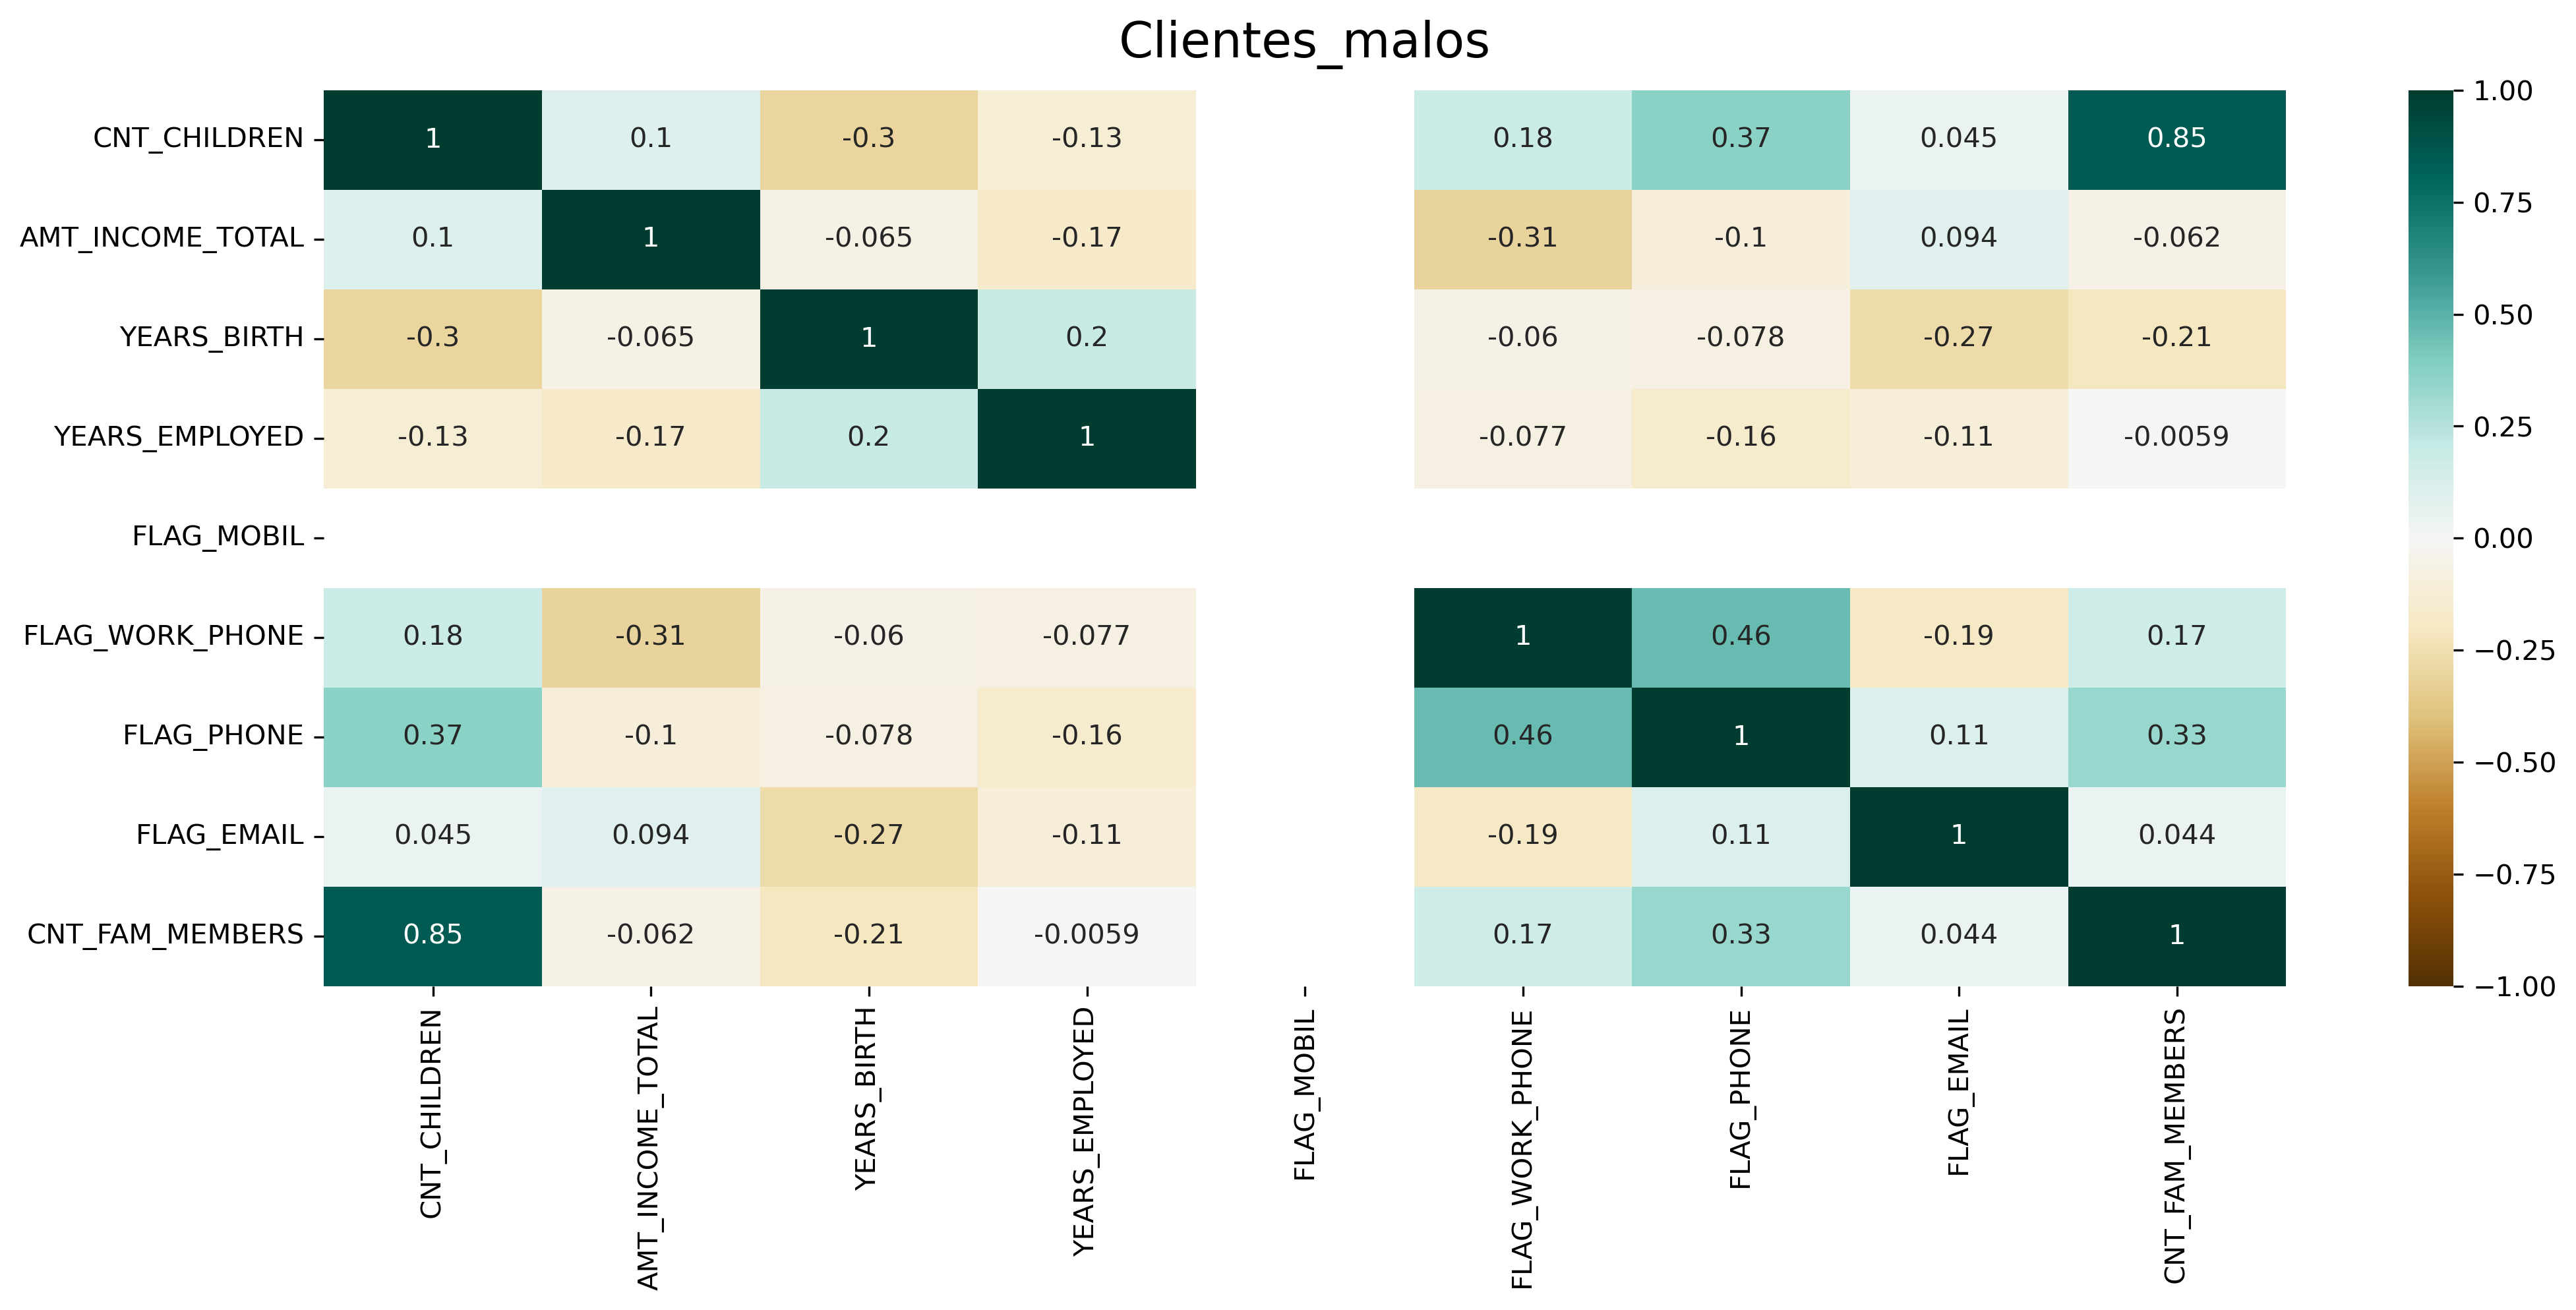 Clientes_malos
CNT_CHILDREN 1 0.1 -0.3 -0.13 0.18 0.37 0.045 0.85
AMT_INCOME_TOTAL 0.1 1 -0.065 -0.17 -0.31 -0.1 0.094 -0.062
YEARS_BIRTH -0.3 -0.065 1 0.2 -0.06 -0.078 -0.27 -0.21
YEARS_EMPLOYED -0.13 -0.17 0.2 1 -0.077 -0.16 -0.11 -0.0059
FLAG_MOBIL
FLAG_WORK_PHONE 0.18 -0.31 -0.06 -0.077 1 0.46 -0.19 0.17
FLAG_PHONE 0.37 -0.1 -0.078 -0.16 0.46 1 0.11 0.33
FLAG_EMAIL 0.045 0.094 -0.27 -0.11 -0.19 0.11 1 0.044
CNT_FAM_MEMBERS 0.85 -0.062 -0.21 -0.0059 0.17 0.33 0.044 1
CNT_CHILDREN
AMT_INCOME_TOTAL
YEARS_BIRTH
YEARS_EMPLOYED
FLAG_MOBIL
FLAG_WORK_PHONE
FLAG_PHONE
FLAG_EMAIL
CNT_FAM_MEMBERS
1.00
0.75
0.50
0.25
0.00
−0.25
−0.50
−0.75
−1.00